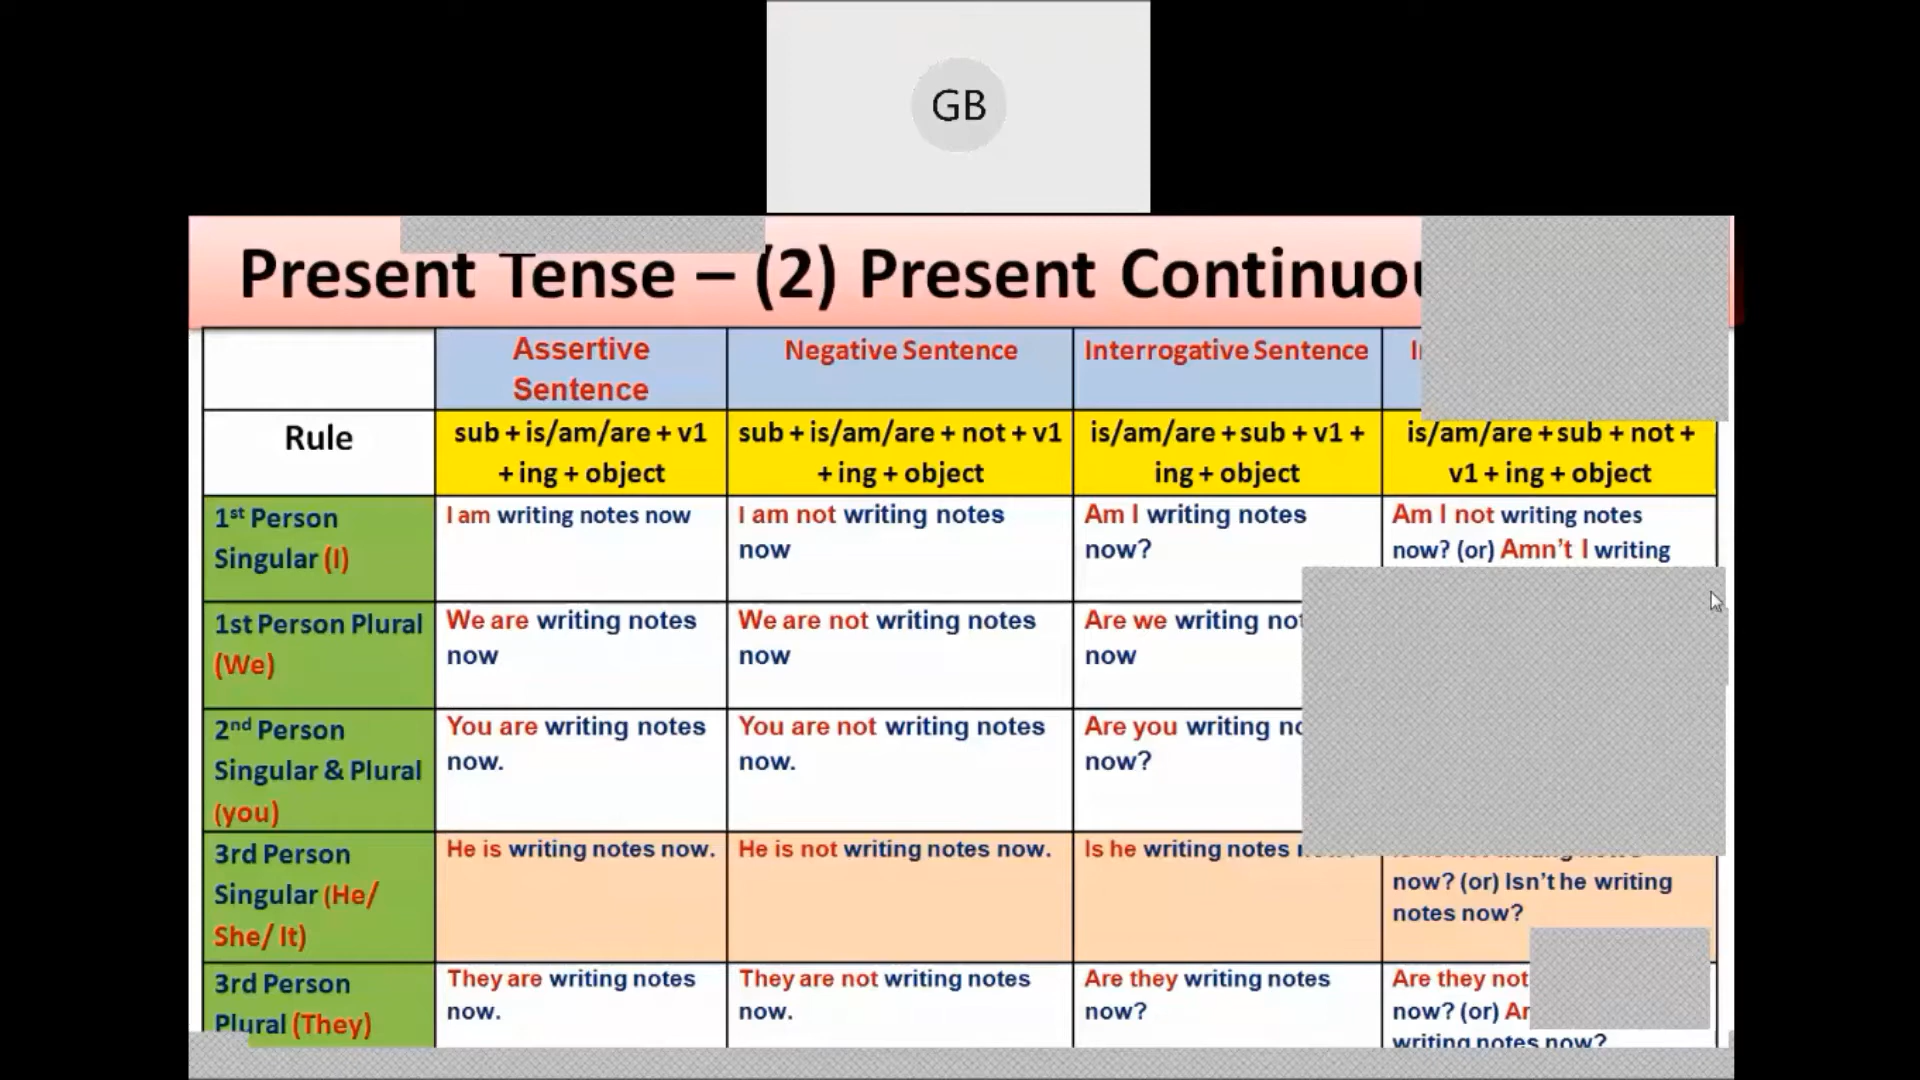 GB
Present Tense – (2) Present
Assertive
Sentence
Negative Sentence
Interrogative Sentence
Rule
sub + is/am/are + v1
+ ing + object
sub + is/am/are + not + v1
+ ing + object
is/am/are + sub + v1 +
ing + object
is/am/are + sub + not +
v1 + ing + object
1st Person
Singular (I)
I am writing notes now
I am not writing notes
now
Am I writing notes
now?
Am I not writing notes
now? (or) Amn't I writing
1st Person Plural
(We)
We are writing notes
now
We are not writing notes
now
Are we writing
now
2nd Person
Singular & Plural
(you)
You are writing notes
now.
You are not writing notes
now.
Are you writing
now?
3rd Person
Singular (He/
She/ It)
He is writing notes now.
He is not writing notes now.
Is he writing notes
now? (or) Isn't he writing
notes now?
3rd Person
Plural (They)
They are writing notes
now.
They are not writing notes
now.
Are they writing notes
now?
Are they not
now? (or)
writing notes now?